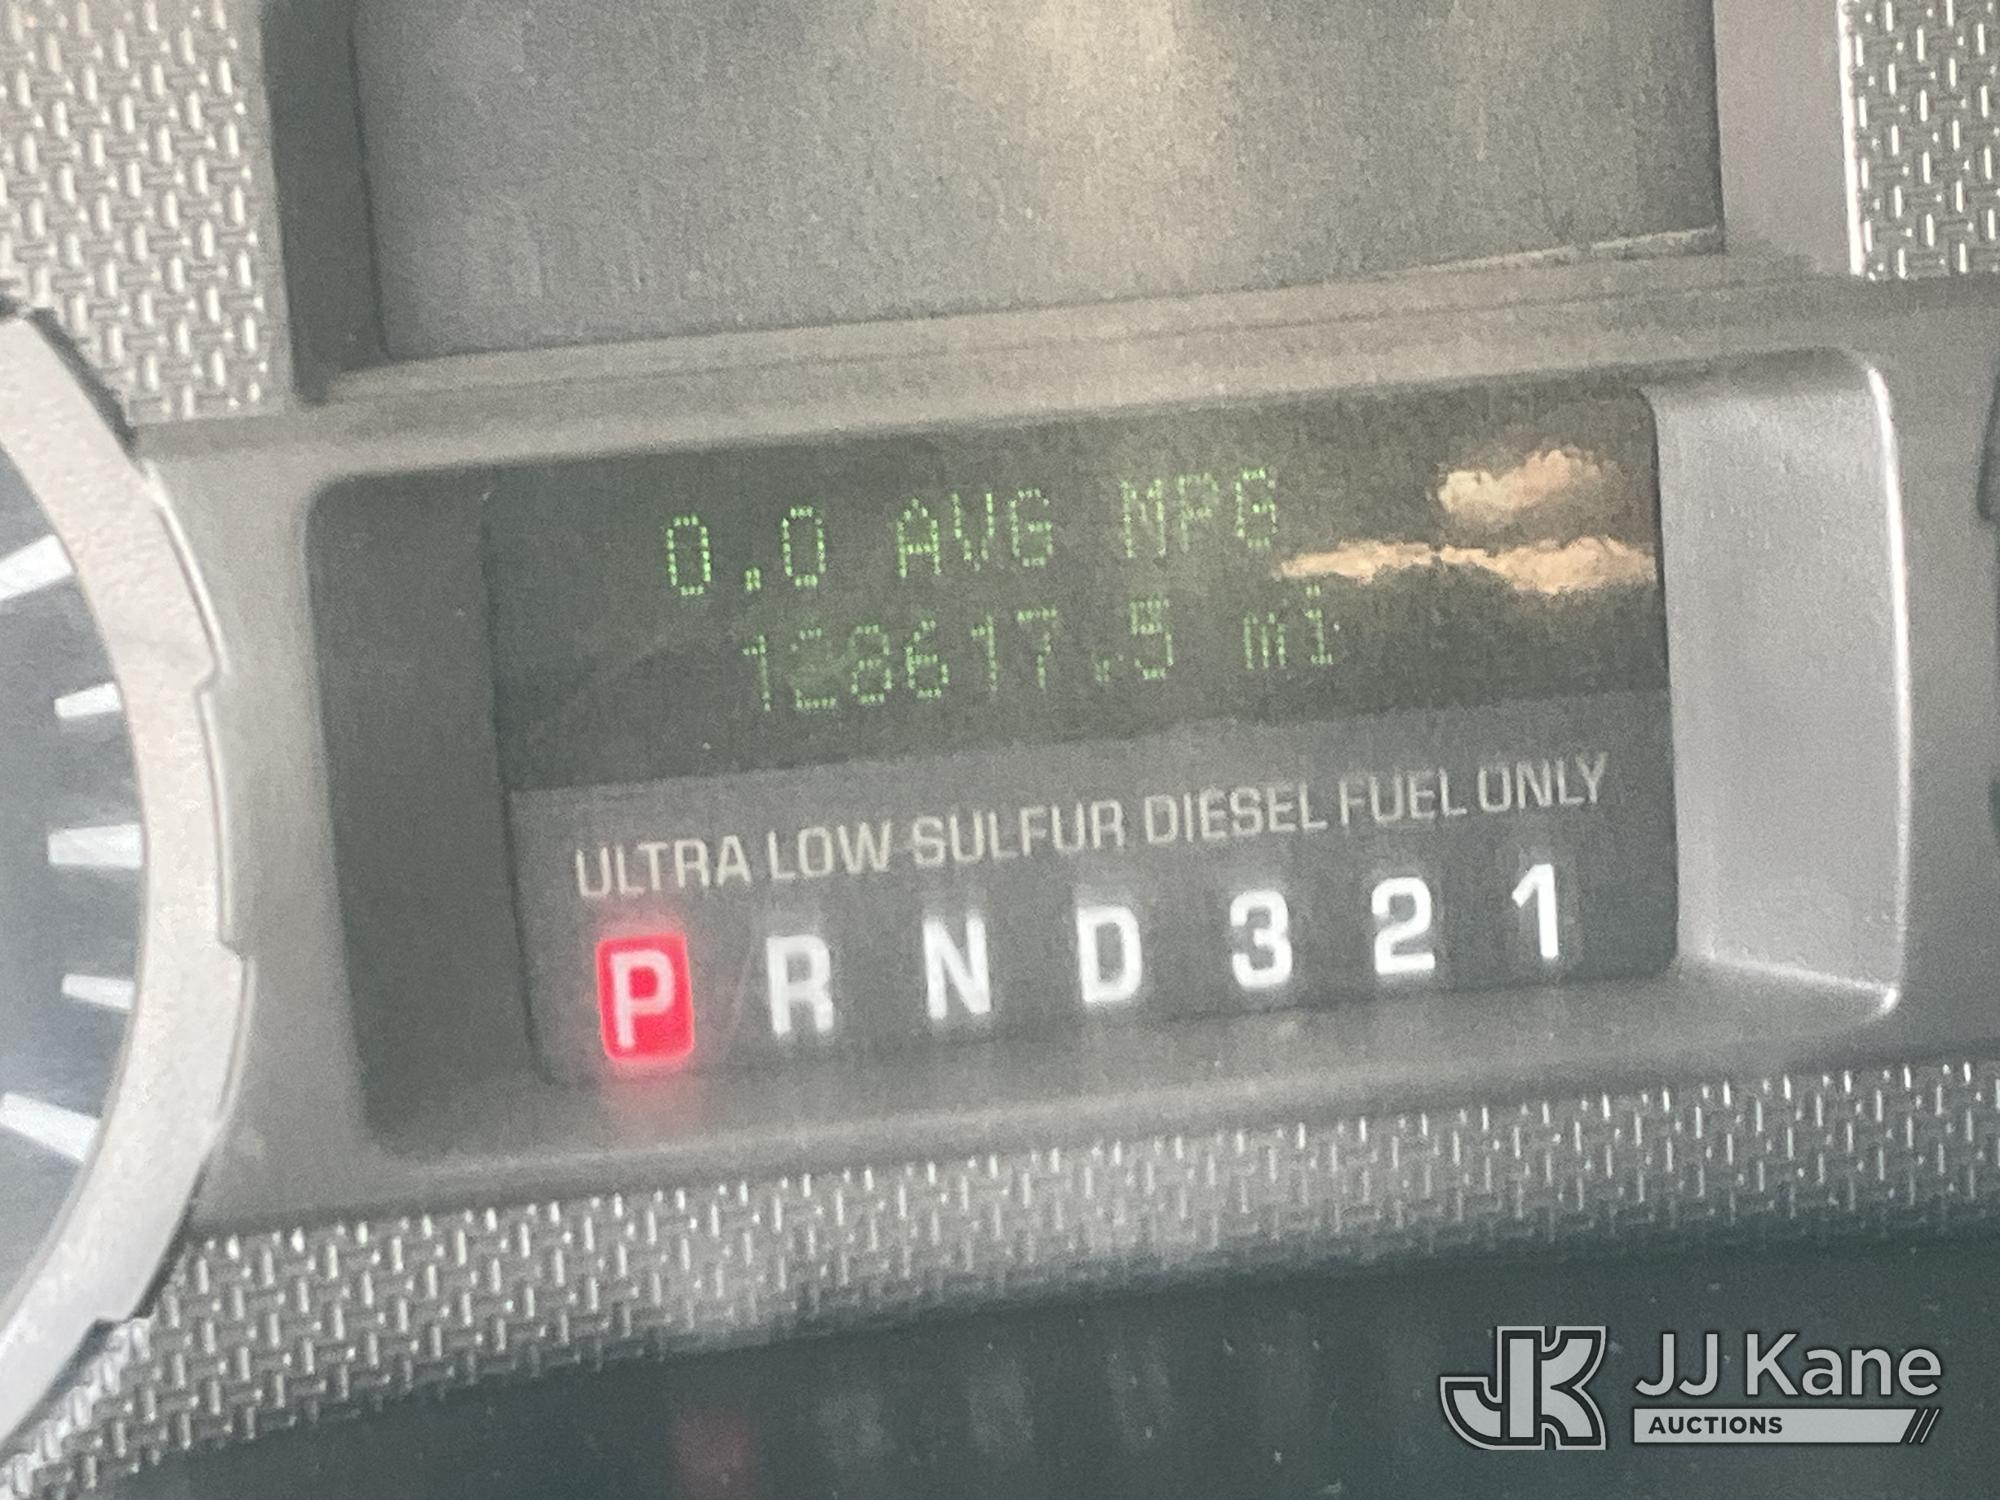 0.0 AVG MPG
128617.5 mi
ULTRA LOW SULFUR DIESEL FUEL ONLY
P R N D 3 2 1
JK JJ Kane
AUCTIONS